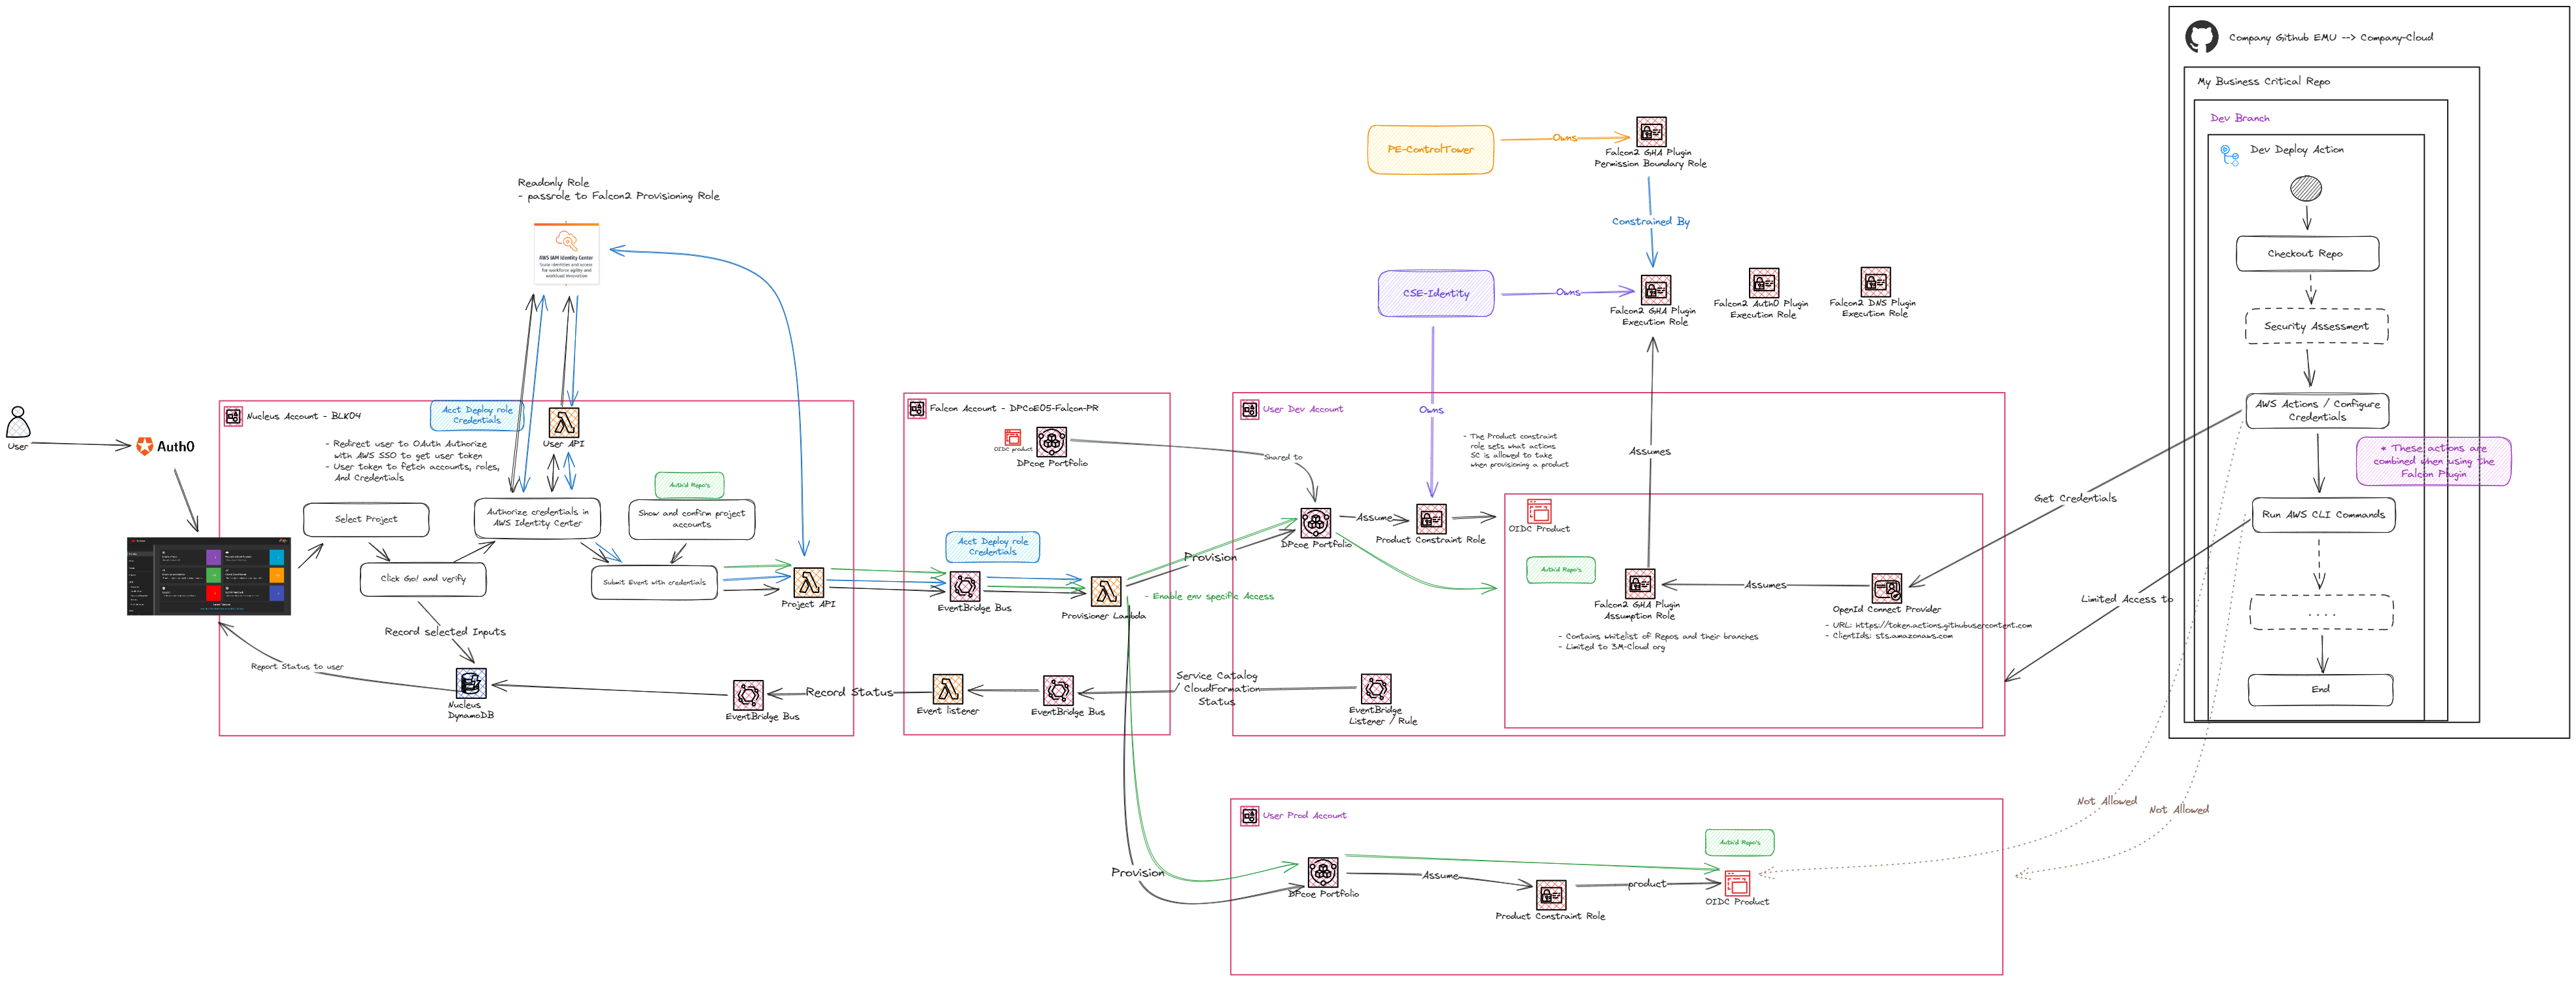 Company Github EMU --> Company-Cloud
My Business Critical Repo
Dev Branch
Dev Deploy Action
Checkout Repo
Security Assessment
AWS Actions / Configure
Credentials
* These actions are
combined when using the
Falcon Plugin
Run AWS CLI Commands
. . . .
End
Get Credentials
Limited Access to
Not Allowed
Not Allowed
PE-ControlTower
Owns
Falcon2 GHA Plugin
Permission Boundary Role
Constrained By
CSE-Identity
Owns
Falcon2 GHA Plugin
Execution Role
Falcon2 Auth0 Plugin
Execution Role
Falcon2 DNS Plugin
Execution Role
Owns
Assumes
Readonly Role
- passrole to Falcon2 Provisioning Role
AWS IAM Identity Center
Scale identities and access
for workforce agility and
workload innovation
User
Auth0
Nucleus Account - BLK04
Acct Deploy role
Credentials
User API
- Redirect user to OAuth Authorize
with AWS SSO to get user token
- User token to fetch accounts, roles,
And Credentials
Auth'd Repo's
Select Project
Authorize credentials in
AWS Identity Center
Show and confirm project
accounts
Click Go! and verify
Submit Event with credentials
Project API
Record selected Inputs
Report Status to user
Nucleus
DynamoDB
EventBridge Bus
Record Status
Falcon Account - DPCoE05-Falcon-PR
OIDC product
DPcoe Portfolio
Shared to
Acct Deploy role
Credentials
EventBridge Bus
Provisioner Lambda
- Enable env specific Access
Provision
Event listener
EventBridge Bus
Service Catalog
/ CloudFormation
Status
User Dev Account
- The Product constraint
role sets what actions
SC is allowed to take
when provisioning a product
DPcoe Portfolio
Assume
Product Constraint Role
OIDC Product
Auth'd Repo's
Falcon2 GHA Plugin
Assumption Role
Assumes
OpenId Connect Provider
- URL: https://token.actions.githubusercontent.com
- ClientIds: sts.amazonaws.com
- Contains whitelist of Repos and their branches
- Limited to 3M-Cloud org
EventBridge
Listener / Rule
User Prod Account
Provision
DPcoe Portfolio
Assume
Product Constraint Role
product
Auth'd Repo's
OIDC Product